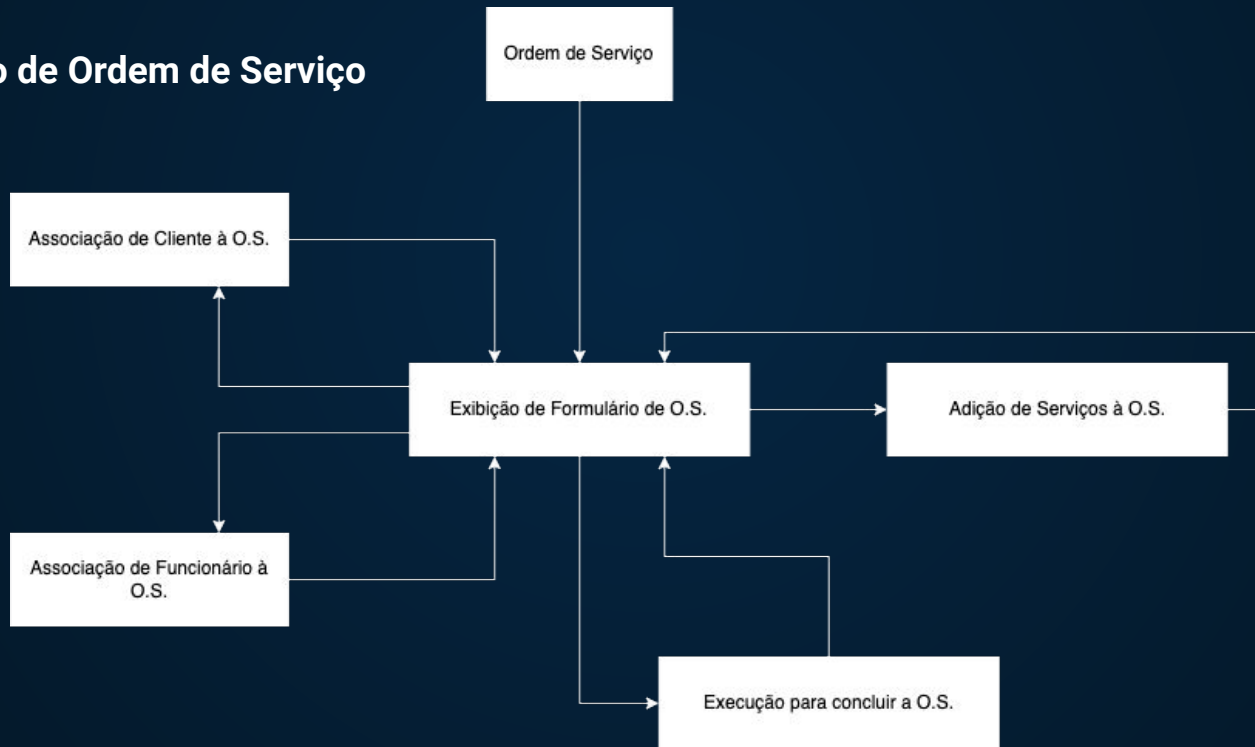 de Ordem de Serviço
Ordem de Serviço
Associação de Cliente à O.S.
Exibição de Formulário de O.S.
Adição de Serviços à O.S.
Associação de Funcionário à
O.S.
Execução para concluir a O.S.